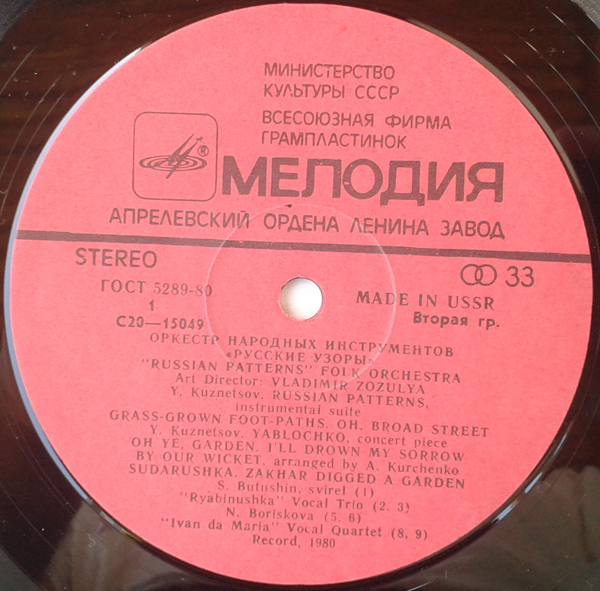 МИНИСТЕРСТВО
КУЛЬТУРЫ СССР
ВСЕСОЮЗНАЯ ФИРМА
ГРАМПЛАСТИНОК
®
МЕЛОДИЯ
АПРЕЛЕВСКИЙ ОРДЕНА ЛЕНИНА ЗАВОД
STEREO
33
ГОСТ 5289-80
MADE IN USSR
1
Вторая гр.
С20—15049
ОРКЕСТР НАРОДНЫХ ИНСТРУМЕНТОВ
«РУССКИЕ УЗОРЫ»
"RUSSIAN PATTERNS" FOLK ORCHESTRA
Art Director: VLADIMIR ZOZULYA
Y. Kuznetsov. RUSSIAN PATTERNS,
instrumental suite
GRASS-GROWN FOOT-PATHS. OH, BROAD STREET
Y. Kuznetsov. YABLOCHKO, concert piece
OH YE, GARDEN. I'LL DROWN MY SORROW
BY OUR WICKET, arranged by A. Kurchenko
SUDARUSHKA. ZAKHAR DIGGED A GARDEN
S. Butushin, svirel (1)
"Ryabinushka" Vocal Trio (2, 3)
N. Boriskova (5, 6)
"Ivan da Maria" Vocal Quartet (8, 9)
Record, 1980